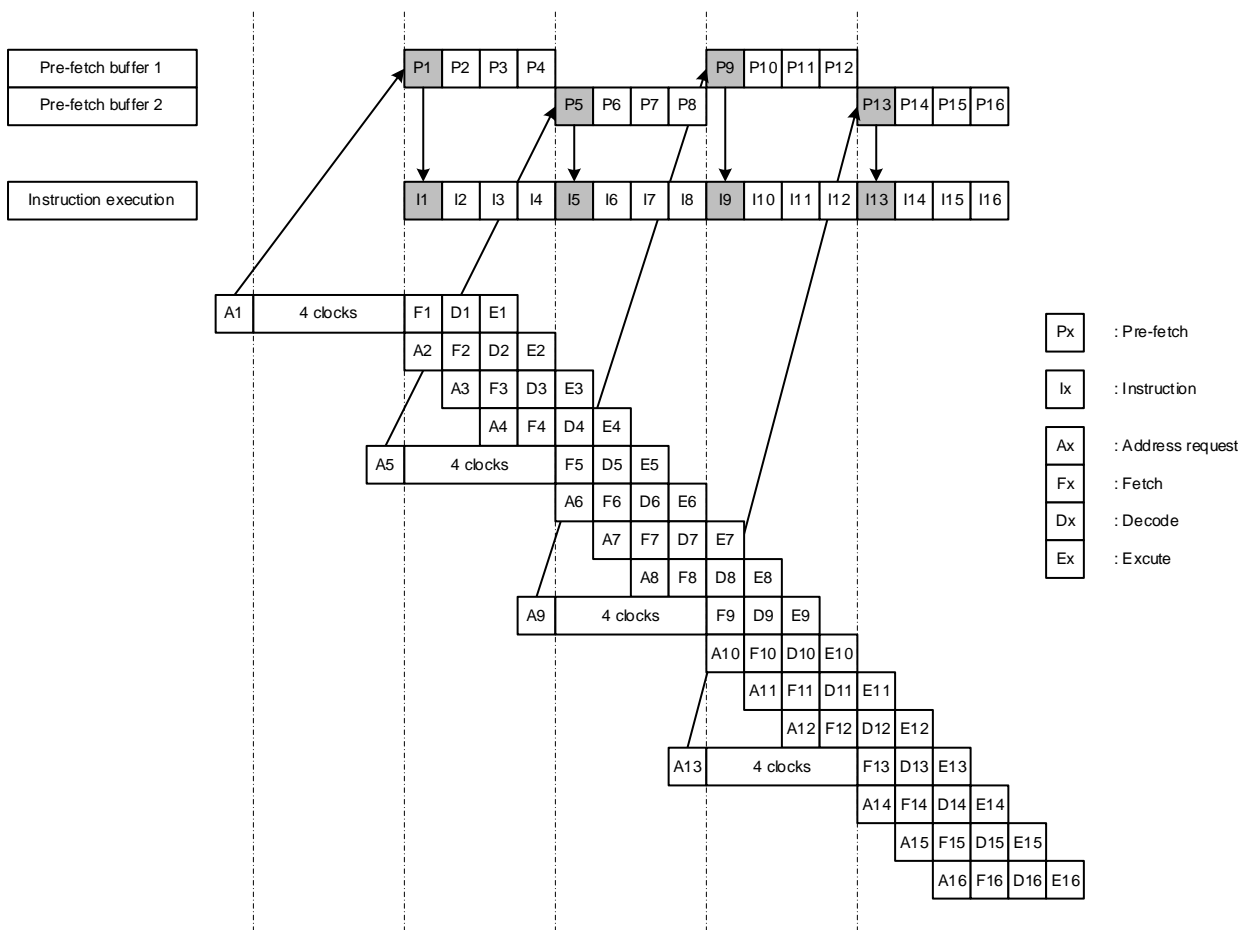 Pre-fetch buffer 1 P1 P2 P3 P4 P9 P10 P11 P12
Pre-fetch buffer 2 P5 P6 P7 P8 P13 P14 P15 P16
Instruction execution I1 I2 I3 I4 I5 I6 I7 I8 I9 I10 I11 I12 I13 I14 I15 I16
A1 4 clocks F1 D1 E1
A2 F2 D2 E2
A3 F3 D3 E3
A4 F4 D4 E4
A5 4 clocks F5 D5 E5
A6 F6 D6 E6
A7 F7 D7 E7
A8 F8 D8 E8
A9 4 clocks F9 D9 E9
A10 F10 D10 E10
A11 F11 D11 E11
A12 F12 D12 E12
A13 4 clocks F13 D13 E13
A14 F14 D14 E14
A15 F15 D15 E15
A16 F16 D16 E16
Px : Pre-fetch
Ix : Instruction
Ax : Address request
Fx : Fetch
Dx : Decode
Ex : Excute